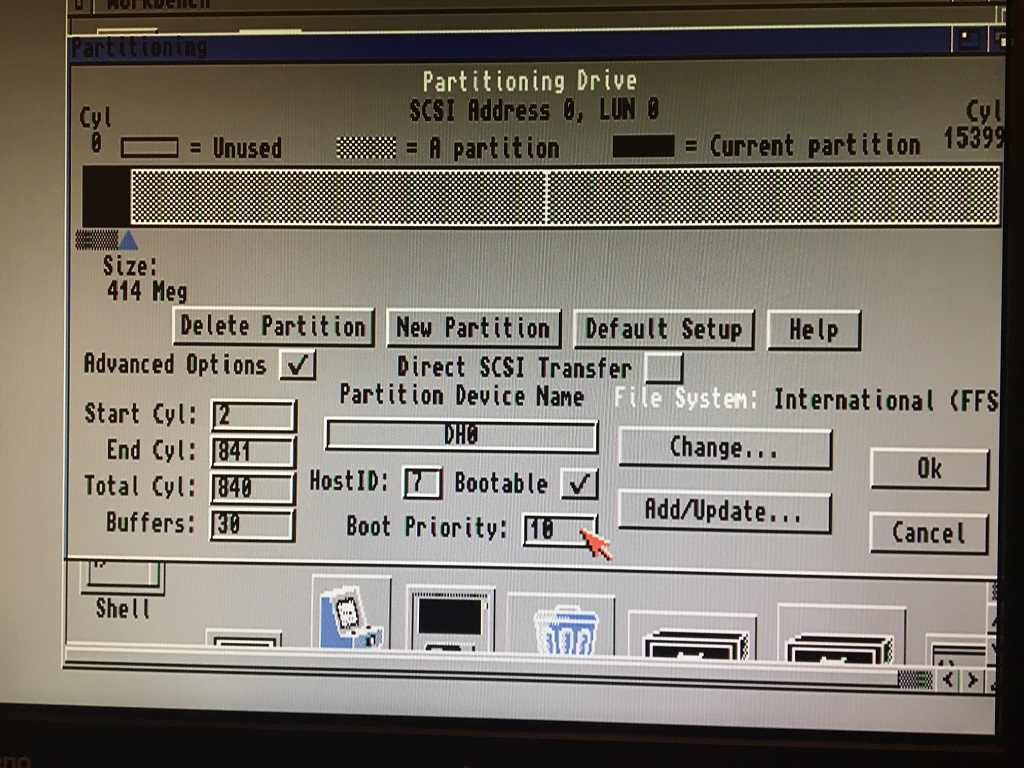 Workbench
Partitioning
Partitioning Drive
SCSI Address 0, LUN 0
Cyl
0
= Unused
= A partition
= Current partition
Cyl
15399
Size:
414 Meg
Delete Partition
New Partition
Default Setup
Help
Advanced Options
Direct SCSI Transfer
Start Cyl: 2
End Cyl: 841
Total Cyl: 840
Buffers: 30
Partition Device Name
DH0
HostID: 7
Bootable
Boot Priority: 10
File System: International (FFS
Change...
Add/Update...
Ok
Cancel
Shell